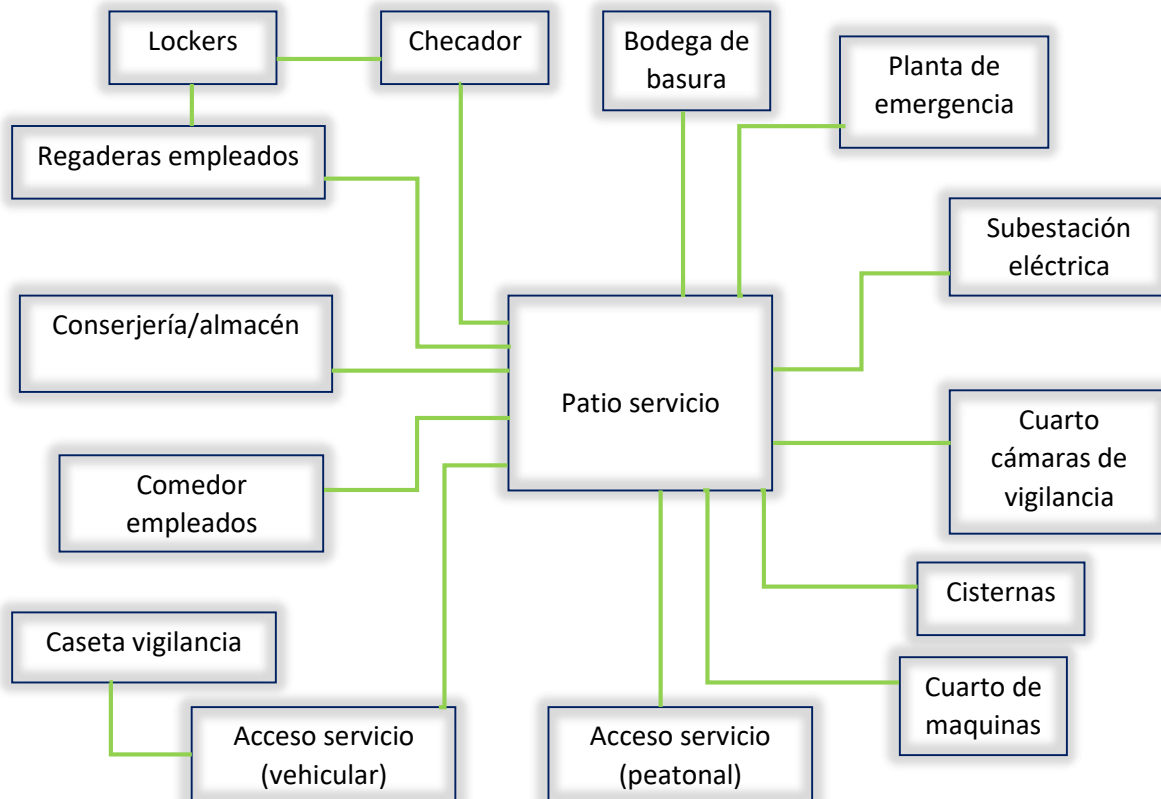 Lockers
Checador
Bodega de
basura
Planta de
emergencia
Regaderas empleados
Subestación
eléctrica
Conserjería/almacén
Patio servicio
Cuarto
cámaras de
vigilancia
Comedor
empleados
Cisternas
Caseta vigilancia
Cuarto de
maquinas
Acceso servicio
(vehicular)
Acceso servicio
(peatonal)